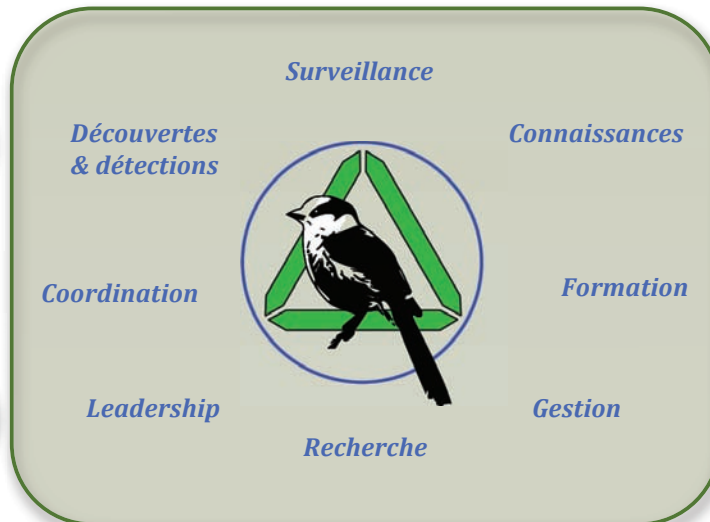 Surveillance
Découvertes
& détections
Connaissances
Coordination
Formation
Leadership
Gestion
Recherche